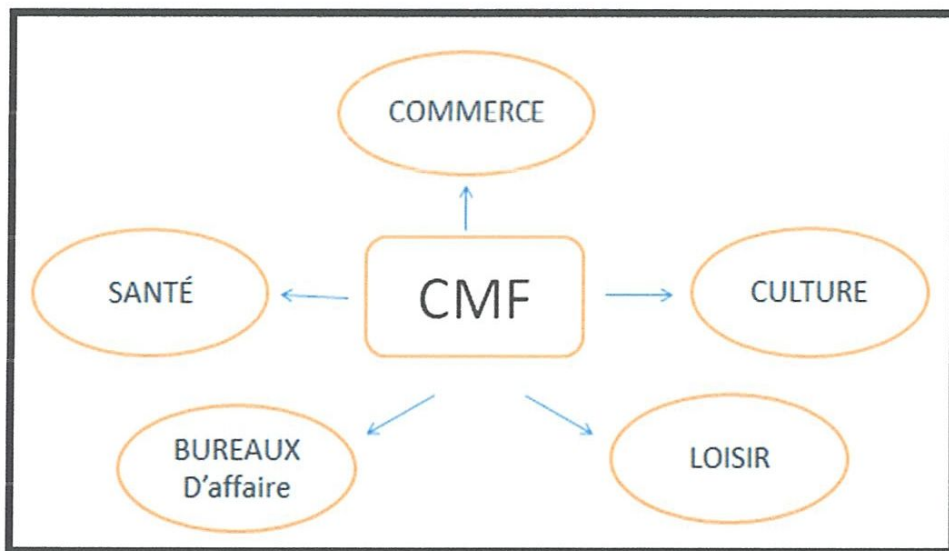 COMMERCE
SANTÉ
CMF
CULTURE
BUREAUX
D'affaire
LOISIR